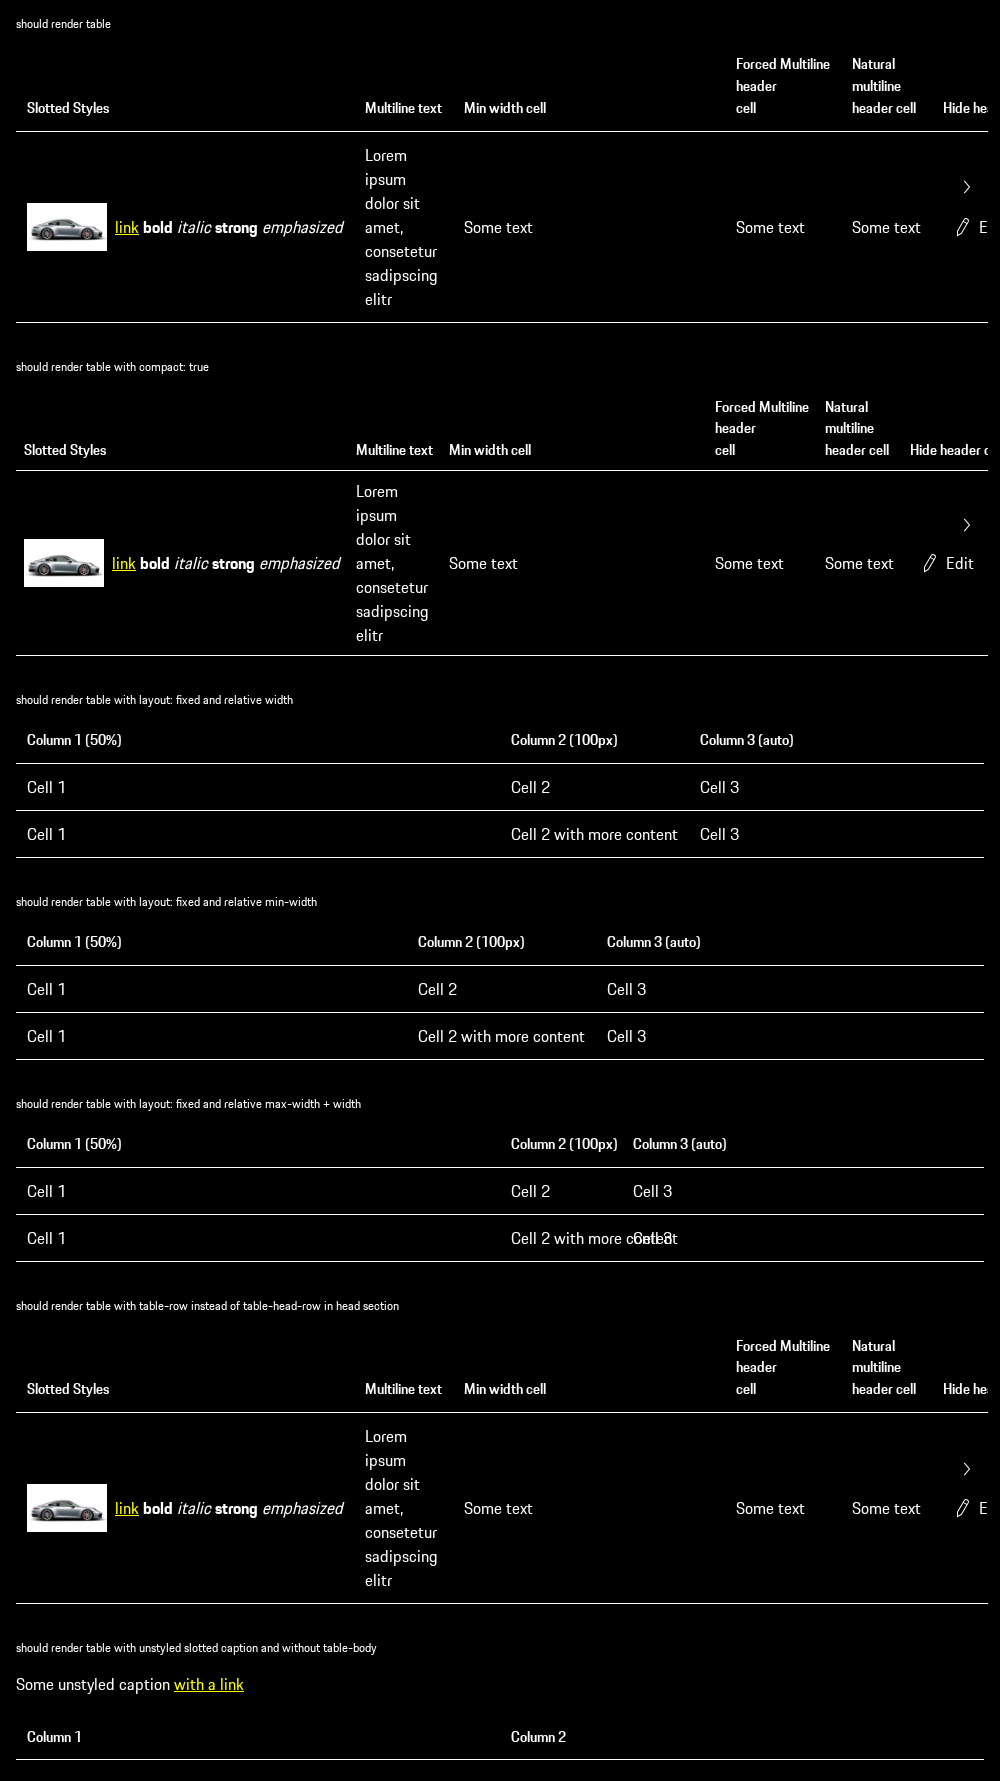 should render table
Forced Multiline Natural
header multiline
Slotted Styles Multiline text Min width cell cell header cell Hide hea
Lorem
ipsum
dolor sit
link bold italic strong emphasized amet, Some text Some text Some text E
consetetur
sadipscing
elitr
should render table with compact: true
Forced Multiline Natural
header multiline
Slotted Styles Multiline text Min width cell cell header cell Hide header c
Lorem
ipsum
dolor sit
link bold italic strong emphasized amet, Some text Some text Some text Edit
consetetur
sadipscing
elitr
should render table with layout: fixed and relative width
Column 1 (50%) Column 2 (100px) Column 3 (auto)
Cell 1 Cell 2 Cell 3
Cell 1 Cell 2 with more content Cell 3
should render table with layout: fixed and relative min-width
Column 1 (50%) Column 2 (100px) Column 3 (auto)
Cell 1 Cell 2 Cell 3
Cell 1 Cell 2 with more content Cell 3
should render table with layout: fixed and relative max-width + width
Column 1 (50%) Column 2 (100px) Column 3 (auto)
Cell 1 Cell 2 Cell 3
Cell 1 Cell 2 with more content Cell 3
should render table with table-row instead of table-head-row in head section
Forced Multiline Natural
header multiline
Slotted Styles Multiline text Min width cell cell header cell Hide hea
Lorem
ipsum
dolor sit
link bold italic strong emphasized amet, Some text Some text Some text E
consetetur
sadipscing
elitr
should render table with unstyled slotted caption and without table-body
Some unstyled caption with a link
Column 1 Column 2